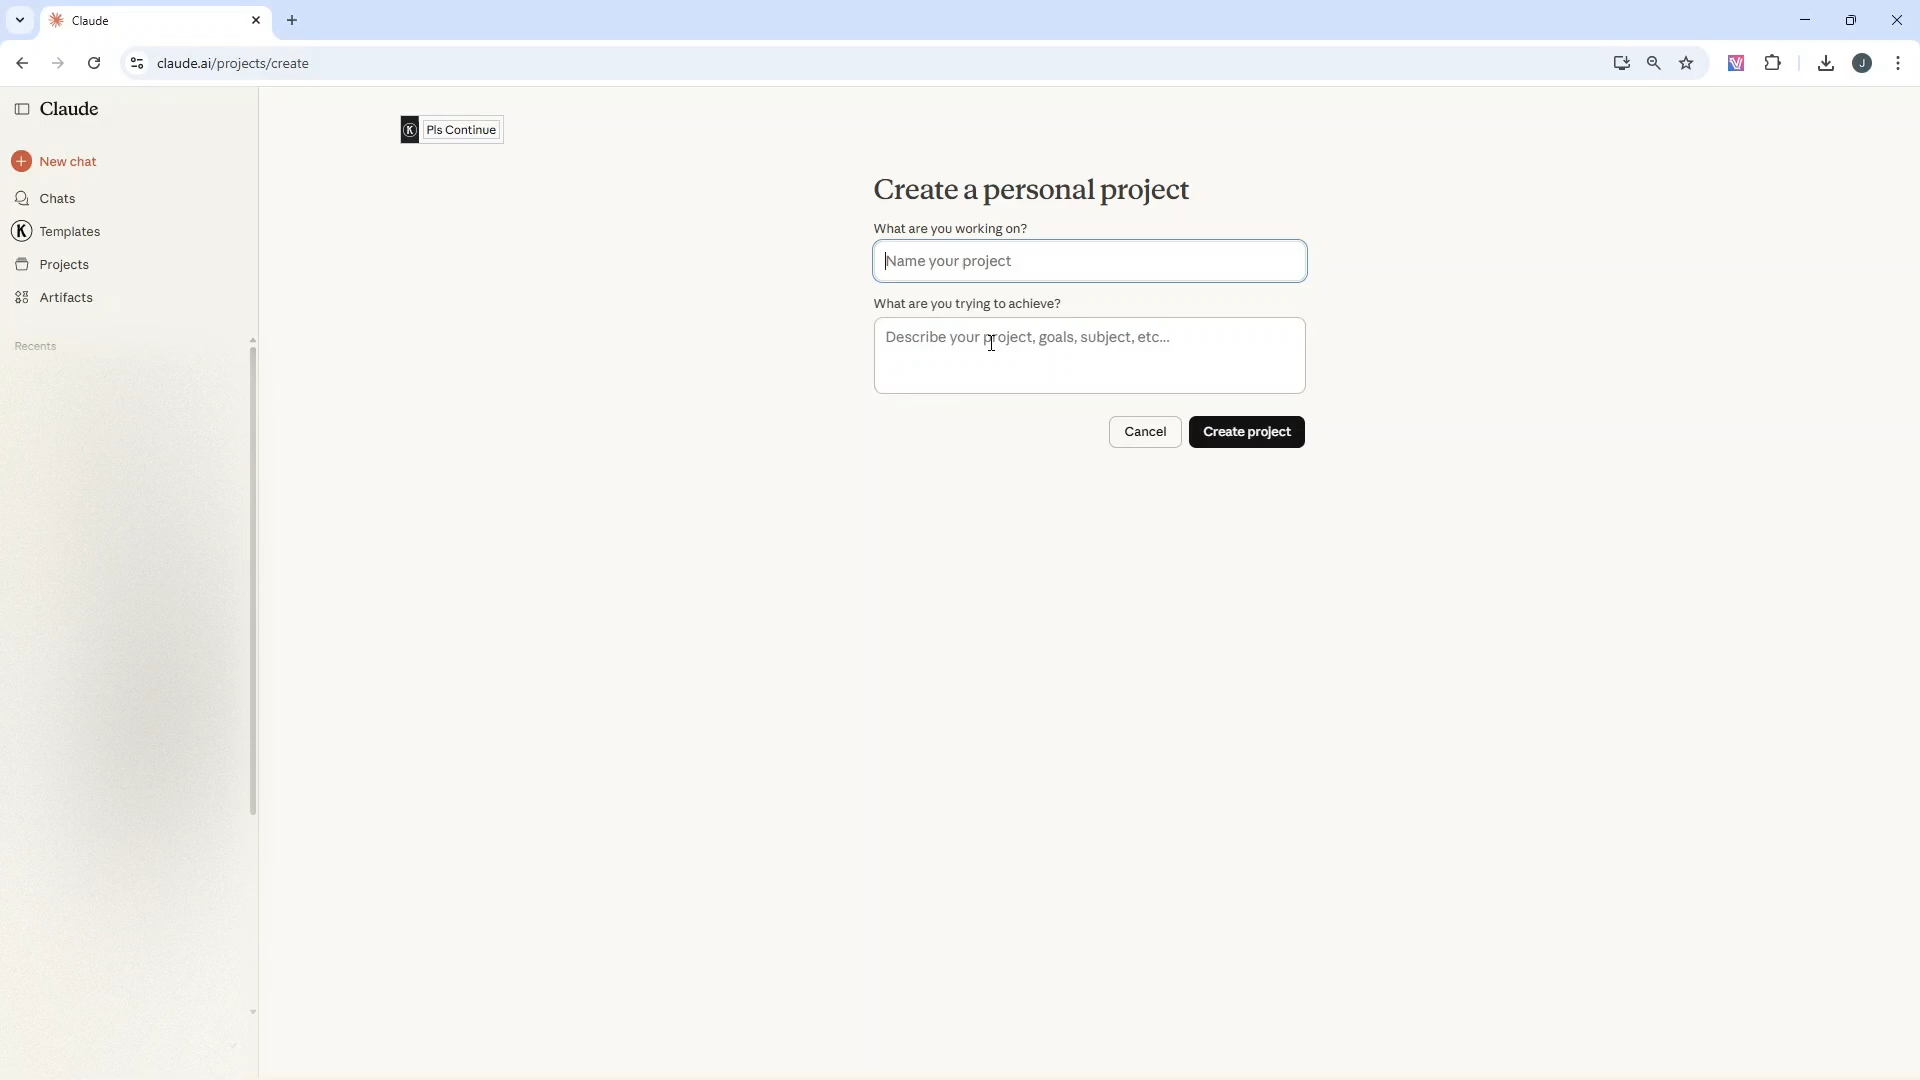 Claude
claude.ai/projects/create
J
Claude
New chat
Chats
K Templates
Projects
Artifacts
Recents
K Pls Continue
Create a personal project
What are you working on?
Name your project
What are you trying to achieve?
Describe your project, goals, subject, etc...
Cancel
Create project